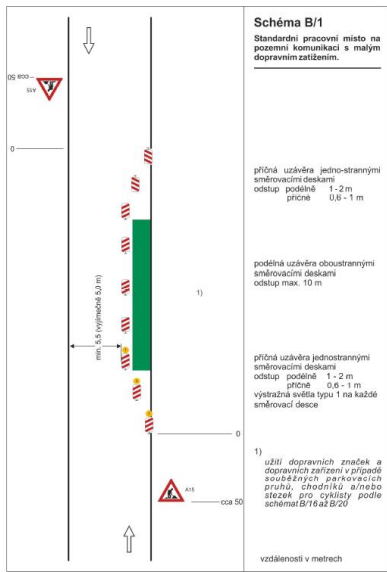 Schéma B/1
Standardní pracovní místo na
pozemní komunikaci s malým
dopravním zatížením.
cca 50
A15
0
příčná uzávěra jedno-strannými
směrovacími deskami
odstup podélně 1 - 2 m
příčně 0,6 - 1 m
podélná uzávěra oboustrannými
směrovacími deskami
odstup max. 10 m
1)
min. 5,5 (vyjímečně 5,0 m)
příčná uzávěra jednostrannými
směrovacími deskami
odstup podélně 1 - 2 m
příčně 0,6 - 1 m
výstražná světla typu 1 na každé
směrovací desce
0
1)
užití dopravních značek a
dopravních zařízení v případě
souběžných parkovacích
pruhů, chodníků a/nebo
stezek pro cyklisty podle
schémat B/16 až B/20
A15
cca 50
vzdálenosti v metrech